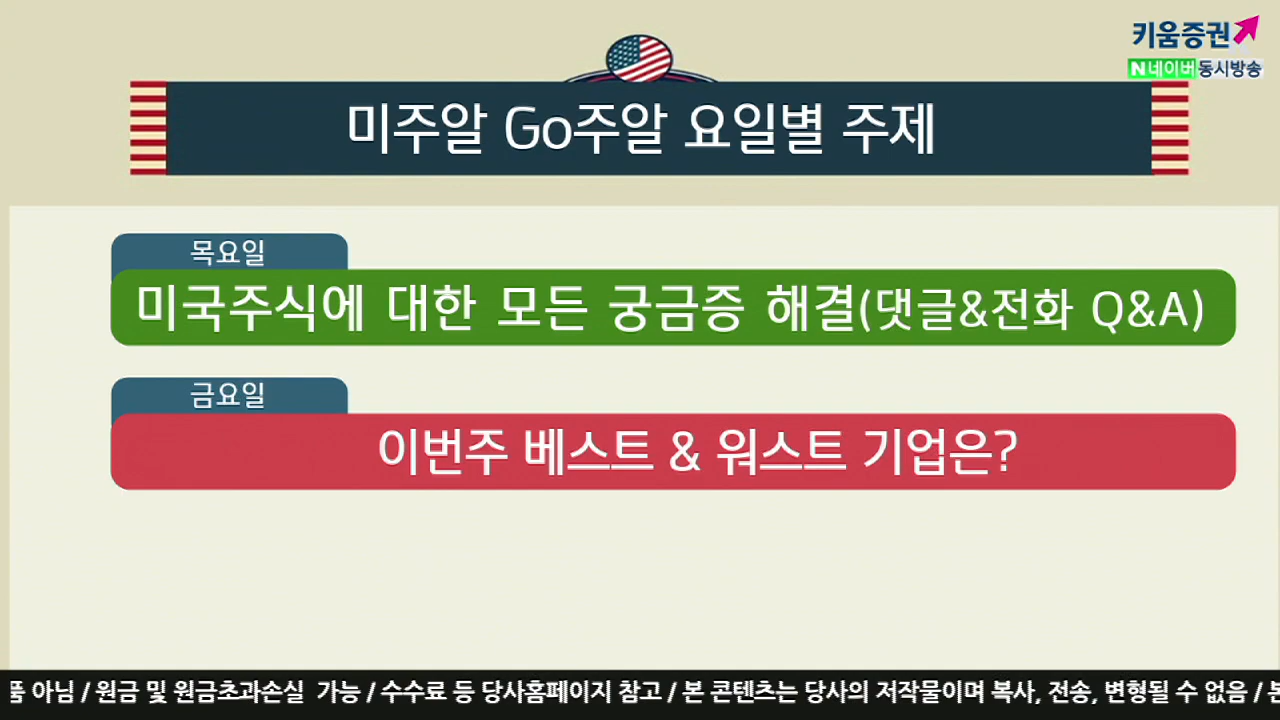 키움증권
N네이버 동시방송
미주알 Go주알 요일별 주제
목요일
미국주식에 대한 모든 궁금증 해결(댓글&전화 Q&A)
금요일
이번주 베스트 & 워스트 기업은?
아님 / 원금 및 원금초과손실 가능 / 수수료 등 당사홈페이지 참고 / 본 콘텐츠는 당사의 저작물이며 복사, 전송, 변형될 수 없음 /